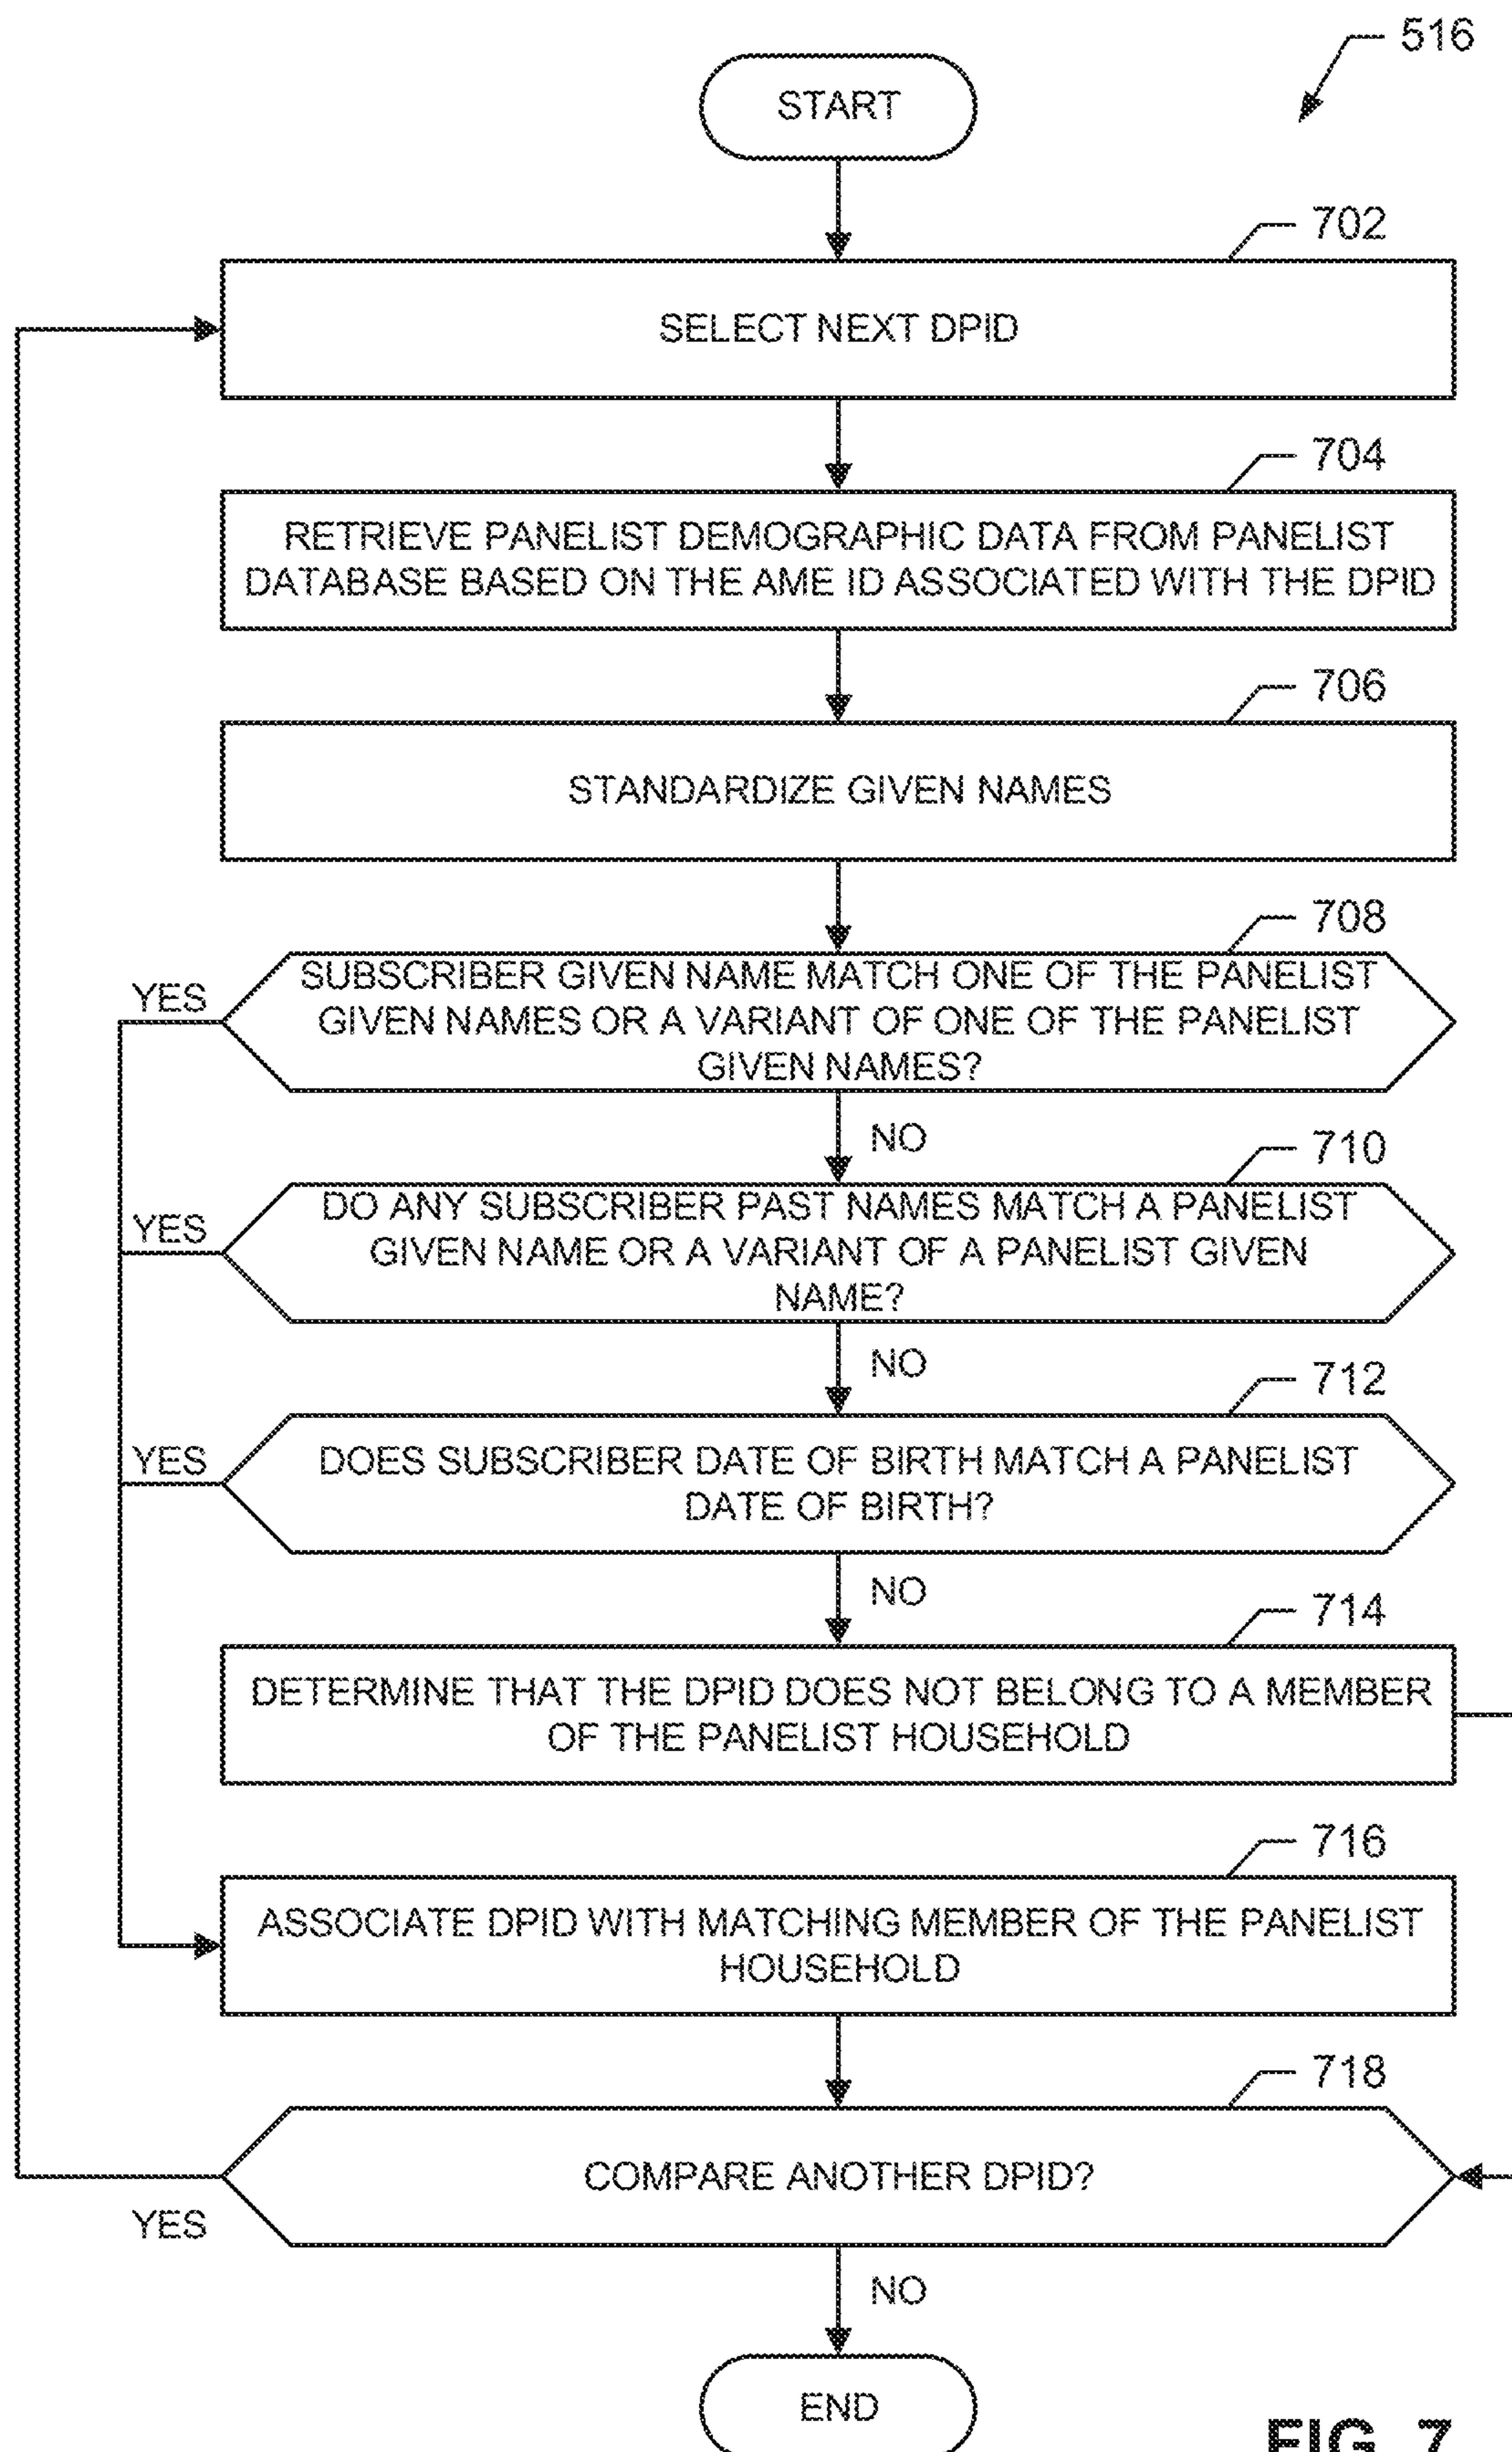 516
START
702
SELECT NEXT DPID
704
RETRIEVE PANELIST DEMOGRAPHIC DATA FROM PANELIST
DATABASE BASED ON THE AME ID ASSOCIATED WITH THE DPID
706
STANDARDIZE GIVEN NAMES
708
SUBSCRIBER GIVEN NAME MATCH ONE OF THE PANELIST
GIVEN NAMES OR A VARIANT OF ONE OF THE PANELIST
GIVEN NAMES?
YES
NO
710
DO ANY SUBSCRIBER PAST NAMES MATCH A PANELIST
GIVEN NAME OR A VARIANT OF A PANELIST GIVEN
NAME?
YES
NO
712
DOES SUBSCRIBER DATE OF BIRTH MATCH A PANELIST
DATE OF BIRTH?
YES
NO
714
DETERMINE THAT THE DPID DOES NOT BELONG TO A MEMBER
OF THE PANELIST HOUSEHOLD
716
ASSOCIATE DPID WITH MATCHING MEMBER OF THE PANELIST
HOUSEHOLD
718
COMPARE ANOTHER DPID?
YES
NO
END
FIG. 7